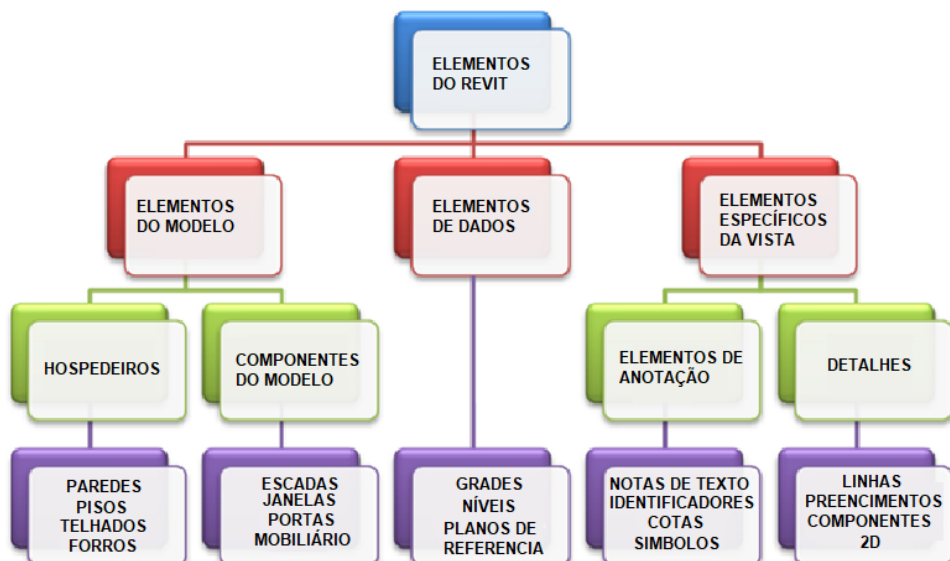 ELEMENTOS
DO REVIT
ELEMENTOS
DO MODELO
ELEMENTOS
DE DADOS
ELEMENTOS
ESPECÍFICOS
DA VISTA
HOSPEDEIROS
COMPONENTES
DO MODELO
ELEMENTOS DE
ANOTAÇÃO
DETALHES
PAREDES
PISOS
TELHADOS
FORROS
ESCADAS
JANELAS
PORTAS
MOBILIÁRIO
GRADES
NÍVEIS
PLANOS DE
REFERENCIA
NOTAS DE TEXTO
IDENTIFICADORES
COTAS
SIMBOLOS
LINHAS
PREENCIMENTOS
COMPONENTES
2D